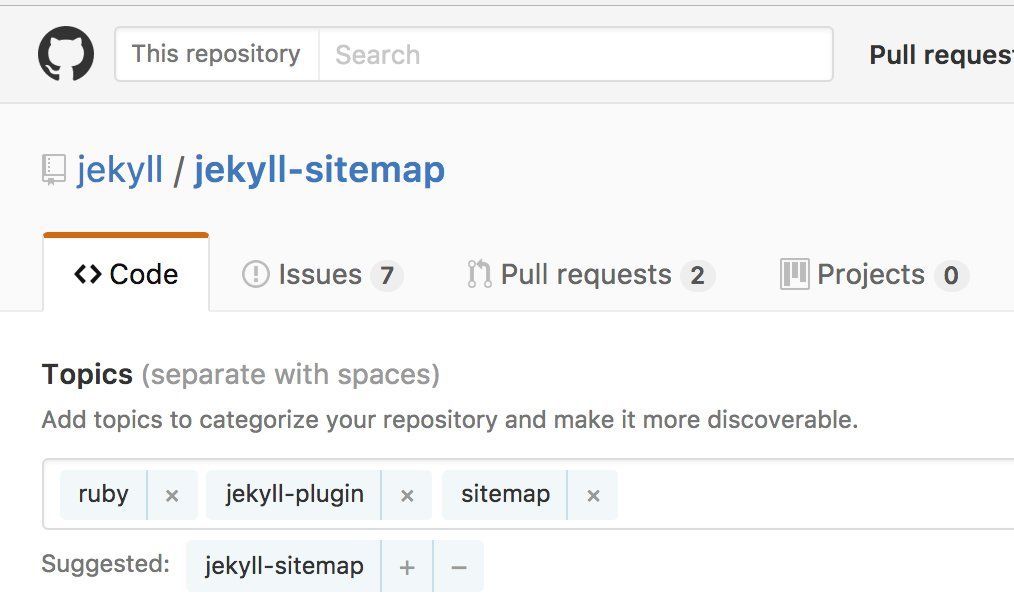 This repository Search Pull
jekyll / jekyll-sitemap
Code Issues 7 Pull requests 2 Projects 0
Topics (separate with spaces)
Add topics to categorize your repository and make it more discoverable.
ruby × jekyll-plugin × sitemap ×
Suggested: jekyll-sitemap + −